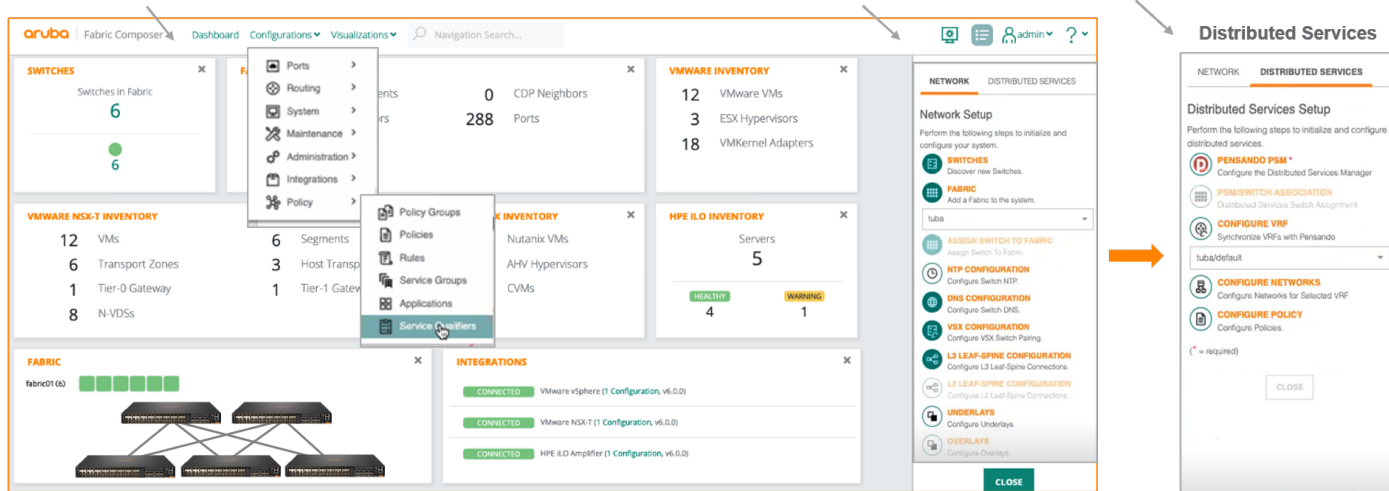 aruba Fabric Composer Dashboard Configurations Visualizations Navigation Search... admin ?
SWITCHES
Switches in Fabric
6
6
Ports
Routing
System
Maintenance
Administration
Integrations
Policy
Policy Groups
Policies
Rules
Service Groups
Applications
Service Qualifiers
0 CDP Neighbors
288 Ports
VMWARE INVENTORY
12 VMware VMs
3 ESX Hypervisors
18 VMKernel Adapters
VMWARE NSX-T INVENTORY
12 VMs
6 Transport Zones
1 Tier-0 Gateway
8 N-VDSs
6 Segments
3 Host Transp
1 Tier-1 Gatew
X INVENTORY
Nutanix VMs
AHV Hypervisors
CVMs
HPE ILO INVENTORY
Servers
5
HEALTHY
4
WARNING
1
FABRIC
fabric01 (6)
INTEGRATIONS
CONNECTED VMware vSphere (1 Configuration, v6.0.0)
CONNECTED VMware NSX-T (1 Configuration, v6.0.0)
CONNECTED HPE iLO Amplifier (1 Configuration, v6.0.0)
NETWORK DISTRIBUTED SERVICES
Network Setup
Perform the following steps to initialize and
configure your system.
SWITCHES
Discover new Switches.
FABRIC
Add a Fabric to the system.
tuba
ASSIGN SWITCH TO FABRIC
Assign Switch To Fabric.
NTP CONFIGURATION
Configure Switch NTP.
DNS CONFIGURATION
Configure Switch DNS.
VSX CONFIGURATION
Configure VSX Switch Pairing.
L3 LEAF-SPINE CONFIGURATION
Configure L3 Leaf-Spine Connections.
L2 LEAF-SPINE CONFIGURATION
Configure L2 Leaf-Spine Connections.
UNDERLAYS
Configure Underlays.
OVERLAYS
Configure Overlays.
CLOSE
Distributed Services
NETWORK DISTRIBUTED SERVICES
Distributed Services Setup
Perform the following steps to initialize and configure
distributed services.
PENSANDO PSM *
Configure the Distributed Services Manager
PSM/SWITCH ASSOCIATION
Distributed Services Switch Assignment
CONFIGURE VRF
Synchronize VRFs with Pensando
tuba/default
CONFIGURE NETWORKS
Configure Networks for Selected VRF
CONFIGURE POLICY
Configure Policies.
(* = required)
CLOSE